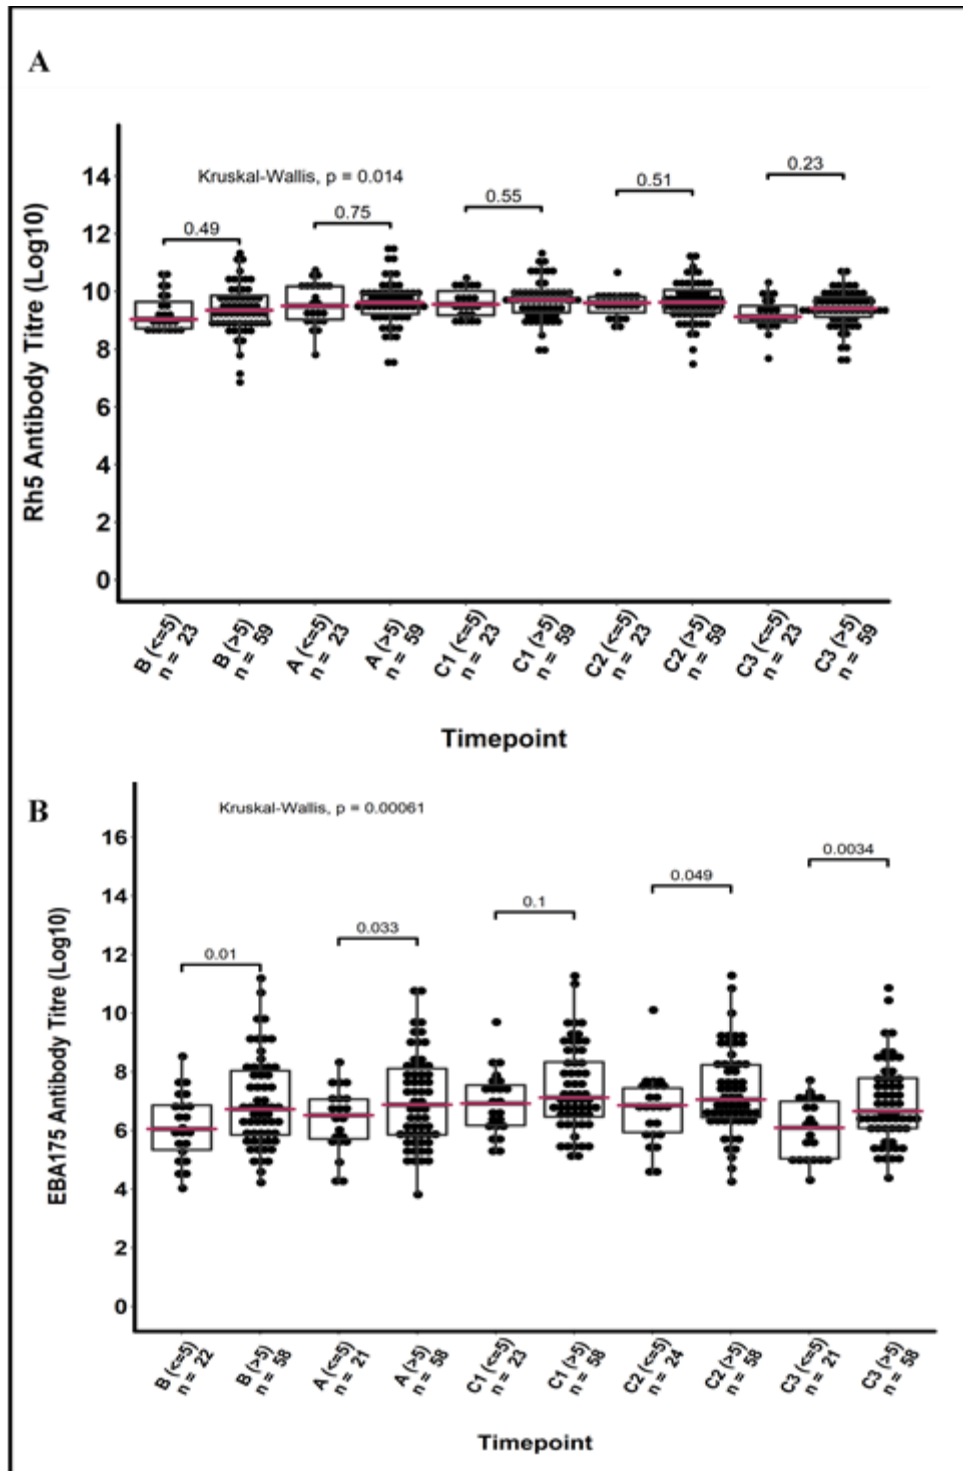 A
Kruskal-Wallis, p = 0.014
0.49
0.75
0.55
0.51
0.23
Rh5 Antibody Titre (Log10)
14
12
10
8
6
4
2
0
B (<=5)
n = 23
B (>5)
n = 59
A (<=5)
n = 23
A (>5)
n = 59
C1 (<=5)
n = 23
C1 (>5)
n = 59
C2 (<=5)
n = 23
C2 (>5)
n = 59
C3 (<=5)
n = 23
C3 (>5)
n = 59
Timepoint
B
Kruskal-Wallis, p = 0.00061
0.01
0.033
0.1
0.049
0.0034
EBA175 Antibody Titre (Log10)
16
14
12
10
8
6
4
2
0
B (<=5)
n = 22
B (>5)
n = 58
A (<=5)
n = 21
A (>5)
n = 58
C1 (<=5)
n = 23
C1 (>5)
n = 58
C2 (<=5)
n = 24
C2 (>5)
n = 58
C3 (<=5)
n = 21
C3 (>5)
n = 58
Timepoint